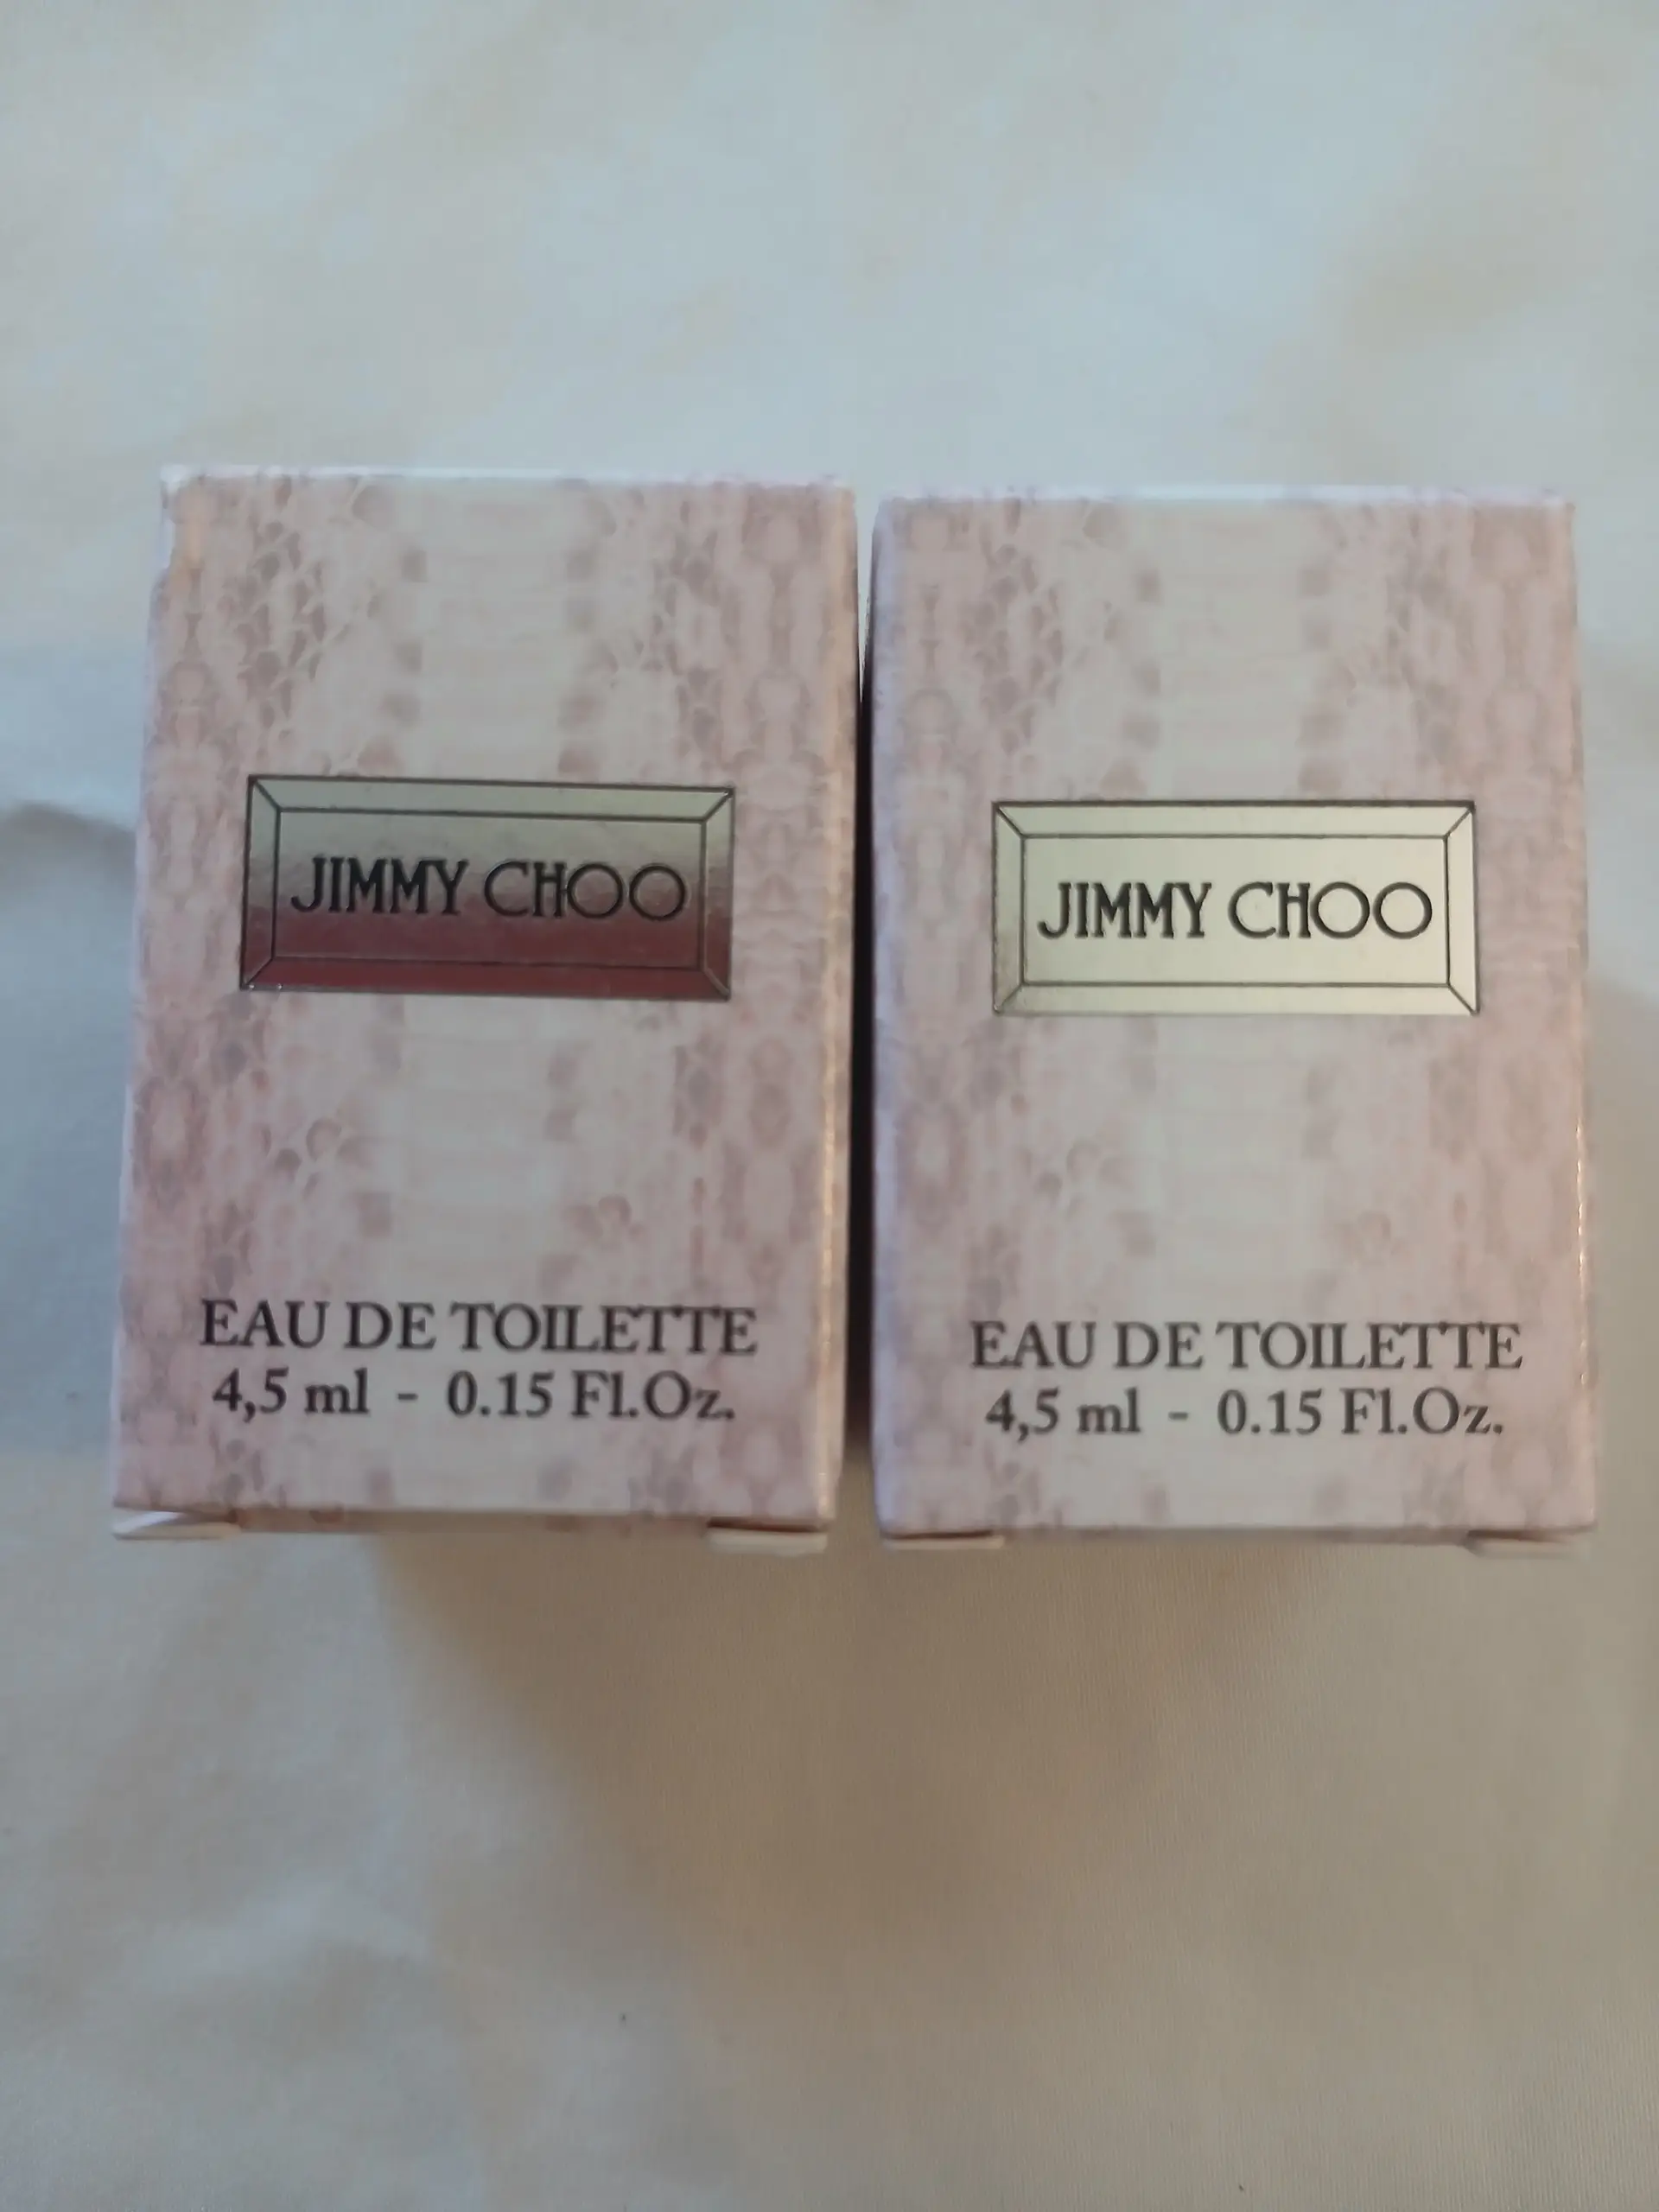 JIMMY CHOO
EAU DE TOILETTE
4,5 ml - 0.15 Fl.Oz.
JIMMY CHOO
EAU DE TOILETTE
4,5 ml - 0.15 Fl.Oz.